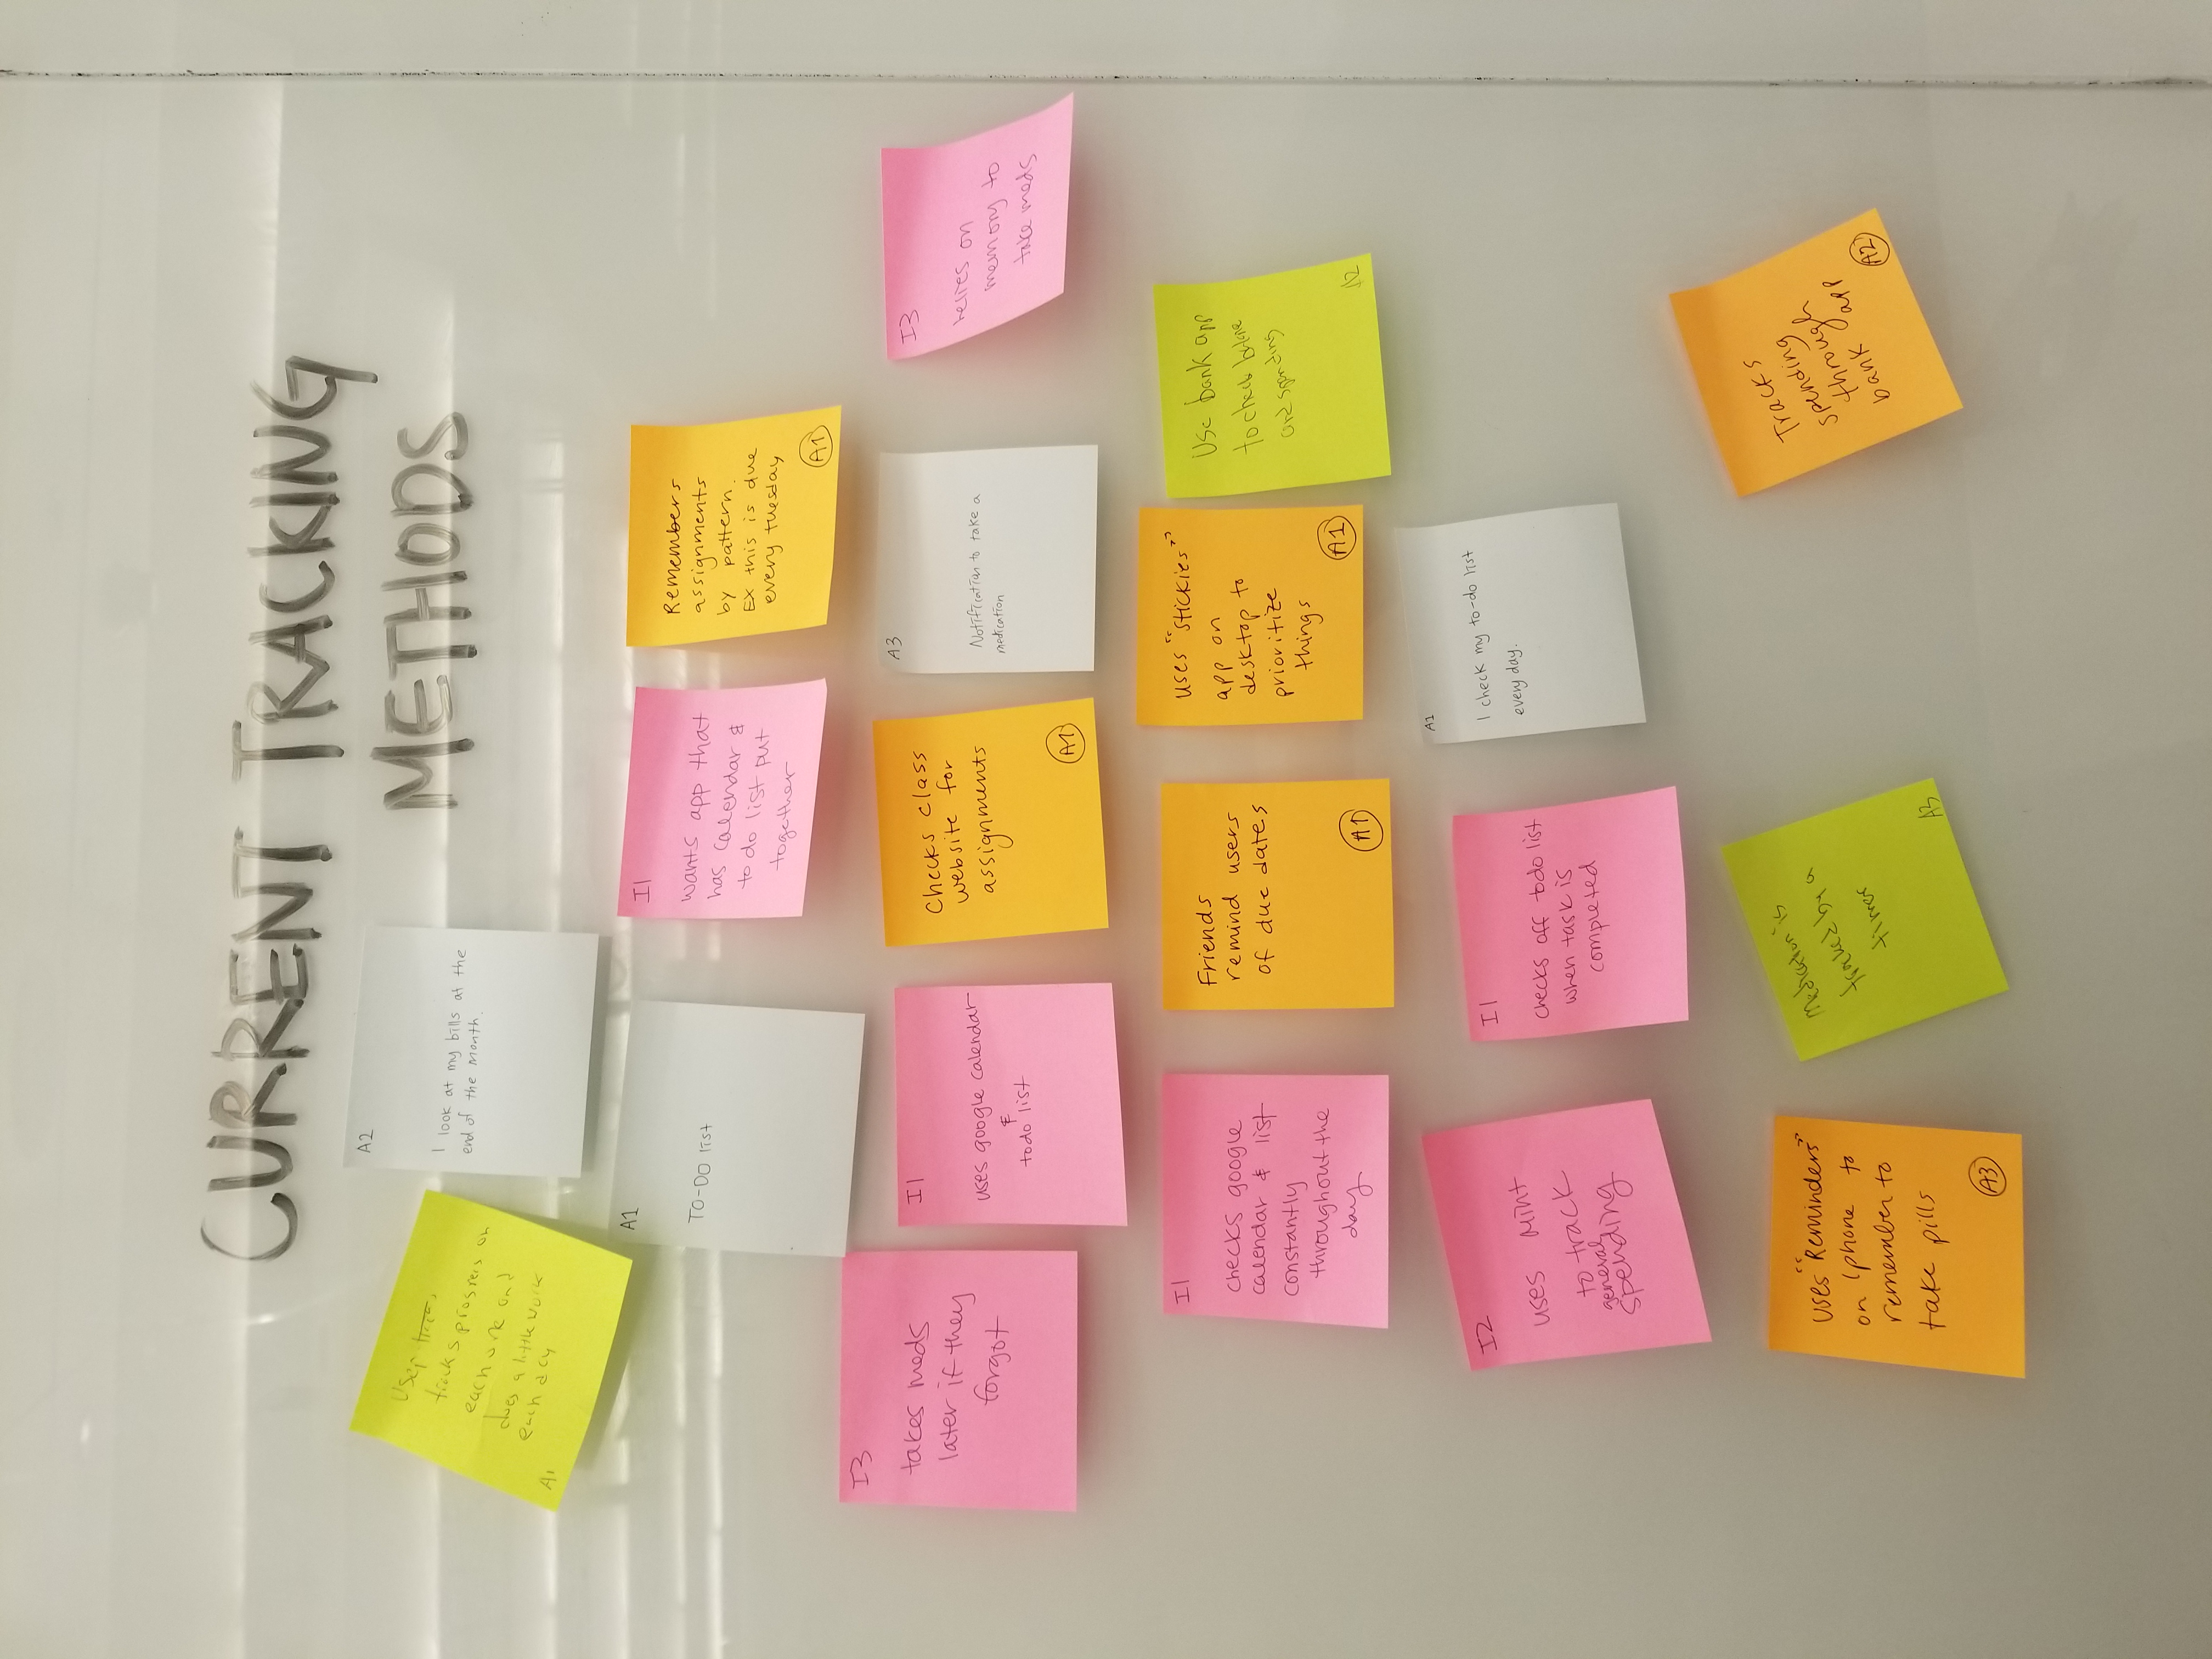 CURRENT TRACKING
METHODS
User
tracks progress on
each one and
does a little work
each day
A1
A2
I look at my bills at the
end of the month.
A1
TO-DO list
I1
wants app that
has calendar &
to do list put
together
Remembers
assignments
by pattern.
EX this is due
every tuesday
A1
I3
takes meds
later if they
forgot
I1
uses google calendar
&
todo list
Checks class
website for
assignments
A1
A3
Notification to take a
medication
I3
relies on
memory to
take meds
I1
checks google
calendar & list
constantly
throughout the
day
Friends
remind users
of due dates
A1
uses "stickies"
app on
desktop to
prioritize
things
A1
Use bank app
to check balane
and spending
A2
I2
uses mint
to track
general
spending
I1
checks off todo list
when task is
completed
A1
I check my to-do list
every day.
uses "Reminders"
on Iphone to
remember to
take pills
A3
Medication is
tracked by a
timer
A3
Tracks
spending
through
bank app
A2